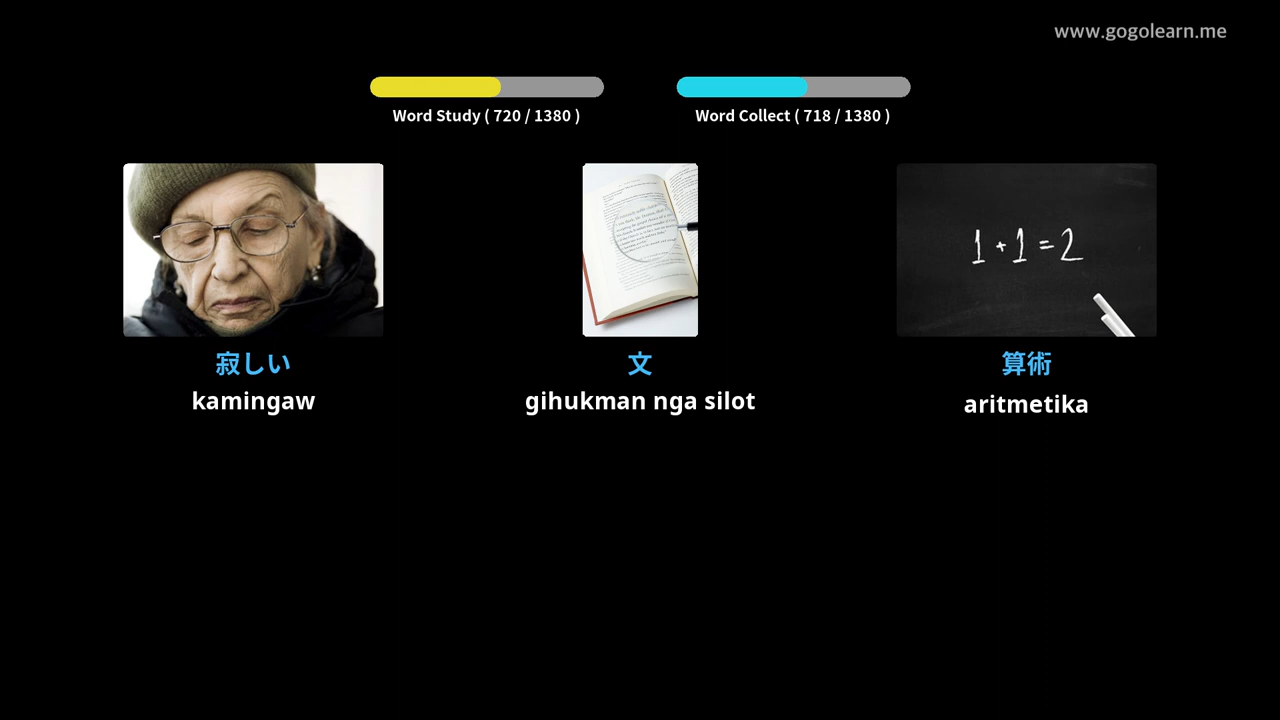 www.gogolearn.me
Word Study ( 720 / 1380 )
Word Collect ( 718 / 1380 )
1 + 1 = 2
寂しい
文
算術
kamingaw
gihukman nga silot
aritmetika